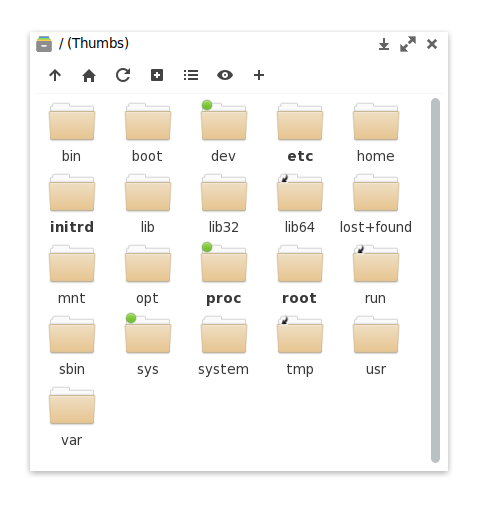 / (Thumbs)
bin boot dev etc home
initrd lib lib32 lib64 lost+found
mnt opt proc root run
sbin sys system tmp usr
var